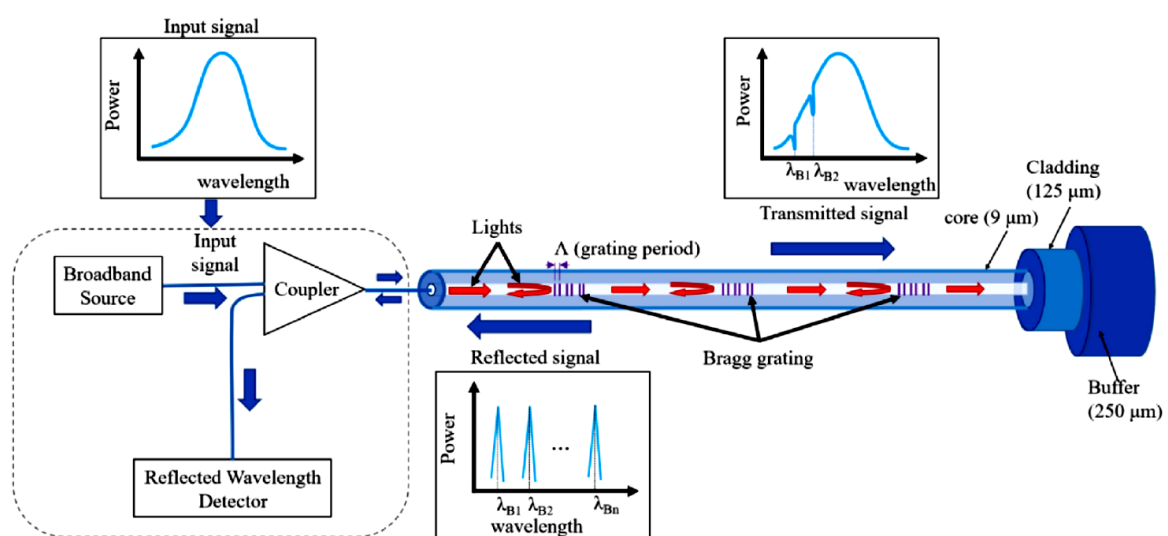 Input signal
Power
wavelength
Input
signal
Broadband
Source
Coupler
Reflected Wavelength
Detector
Lights
Λ (grating period)
Reflected signal
Power
...
λB1 λB2 λBn
wavelength
Bragg grating
Power
λB1 λB2
wavelength
Transmitted signal
core (9 μm)
Cladding
(125 μm)
Buffer
(250 μm)